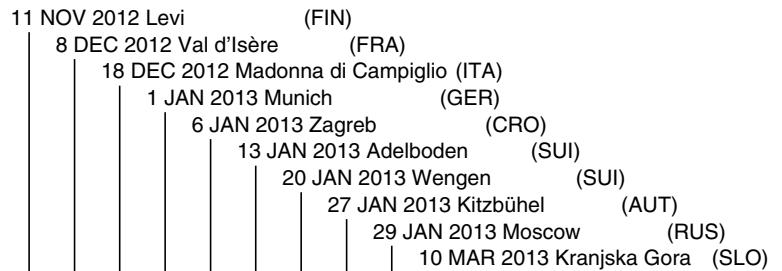 11 NOV 2012 Levi (FIN)
8 DEC 2012 Val d'Isère (FRA)
18 DEC 2012 Madonna di Campiglio (ITA)
1 JAN 2013 Munich (GER)
6 JAN 2013 Zagreb (CRO)
13 JAN 2013 Adelboden (SUI)
20 JAN 2013 Wengen (SUI)
27 JAN 2013 Kitzbühel (AUT)
29 JAN 2013 Moscow (RUS)
10 MAR 2013 Kranjska Gora (SLO)